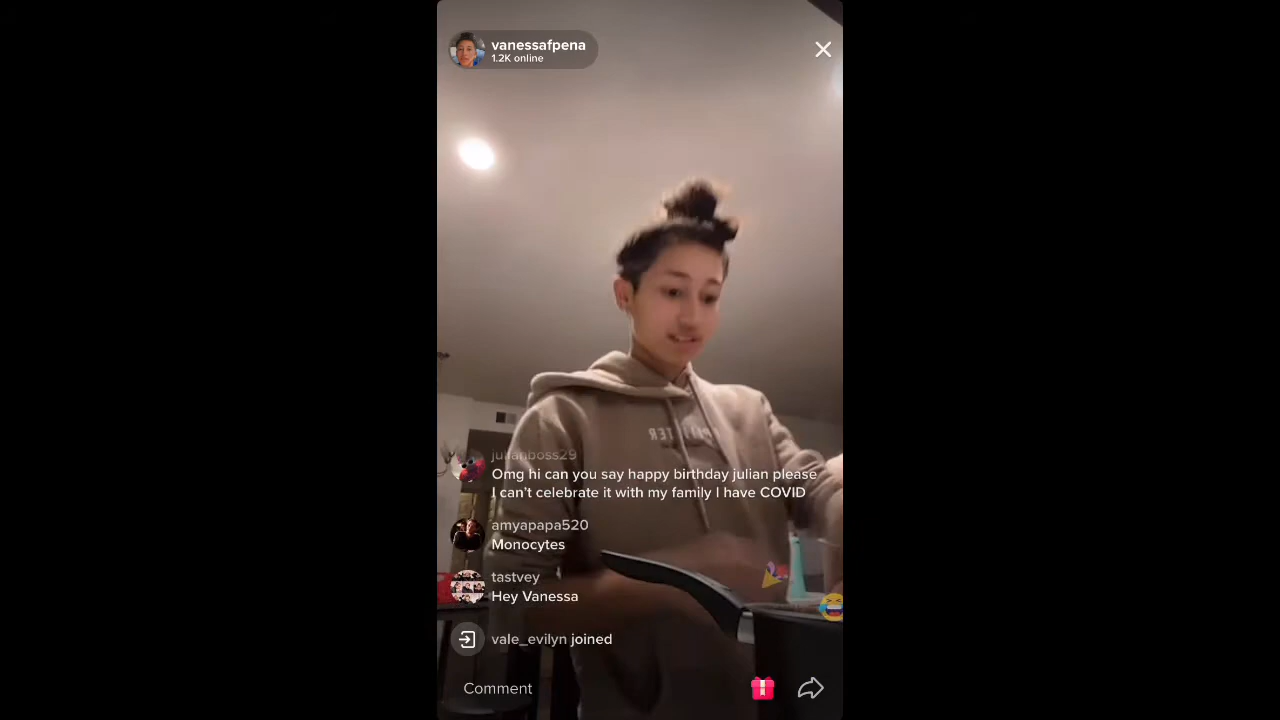 vanessafpena
1.2K online
julianboss29
Omg hi can you say happy birthday julian please
I can't celebrate it with my family I have COVID
amyapapa520
Monocytes
tastvey
Hey Vanessa
vale_evilyn joined
Comment